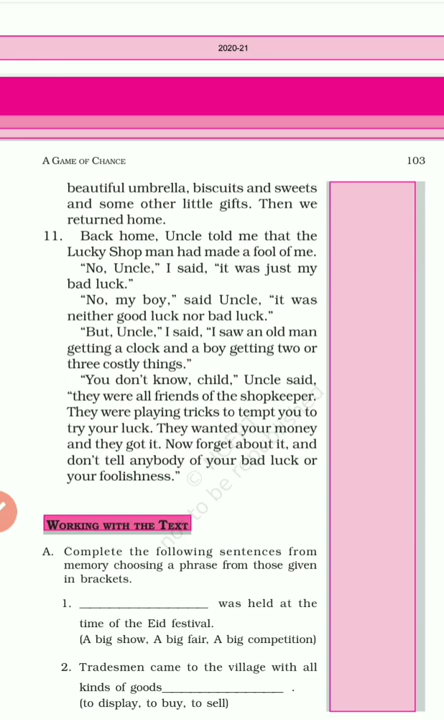 2020-21
A GAME OF CHANCE 103
beautiful umbrella, biscuits and sweets
and some other little gifts. Then we
returned home.
11. Back home, Uncle told me that the
Lucky Shop man had made a fool of me.
“No, Uncle,” I said, “it was just my
bad luck.”
“No, my boy,” said Uncle, “it was
neither good luck nor bad luck.”
“But, Uncle,” I said, “I saw an old man
getting a clock and a boy getting two or
three costly things.”
“You don’t know, child,” Uncle said,
“they were all friends of the shopkeeper.
They were playing tricks to tempt you to
try your luck. They wanted your money
and they got it. Now forget about it, and
don’t tell anybody of your bad luck or
your foolishness.”
©
not to be republished
WORKING WITH THE TEXT
A. Complete the following sentences from
memory choosing a phrase from those given
in brackets.
1. ____________________ was held at the
time of the Eid festival.
(A big show, A big fair, A big competition)
2. Tradesmen came to the village with all
kinds of goods___________________ .
(to display, to buy, to sell)